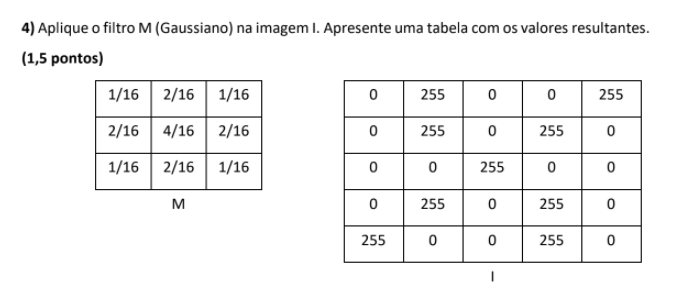 4) Aplique o filtro M (Gaussiano) na imagem I. Apresente uma tabela com os valores resultantes.
(1,5 pontos)
1/16 2/16 1/16
2/16 4/16 2/16
1/16 2/16 1/16
M
0 255 0 0 255
0 255 0 255 0
0 0 255 0 0
0 255 0 255 0
255 0 0 255 0
I